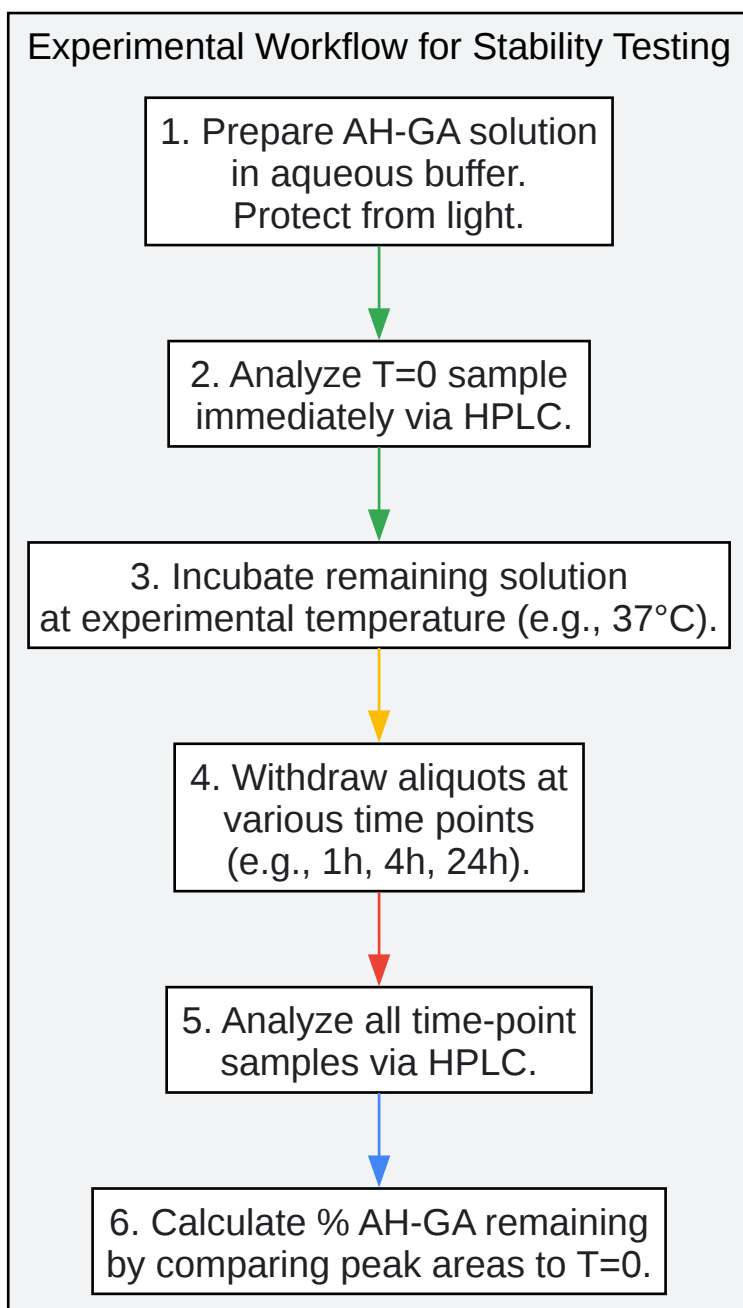 Experimental Workflow for Stability Testing
1. Prepare AH-GA solution
in aqueous buffer.
Protect from light.
2. Analyze T=0 sample
immediately via HPLC.
3. Incubate remaining solution
at experimental temperature (e.g., 37°C).
4. Withdraw aliquots at
various time points
(e.g., 1h, 4h, 24h).
5. Analyze all time-point
samples via HPLC.
6. Calculate % AH-GA remaining
by comparing peak areas to T=0.